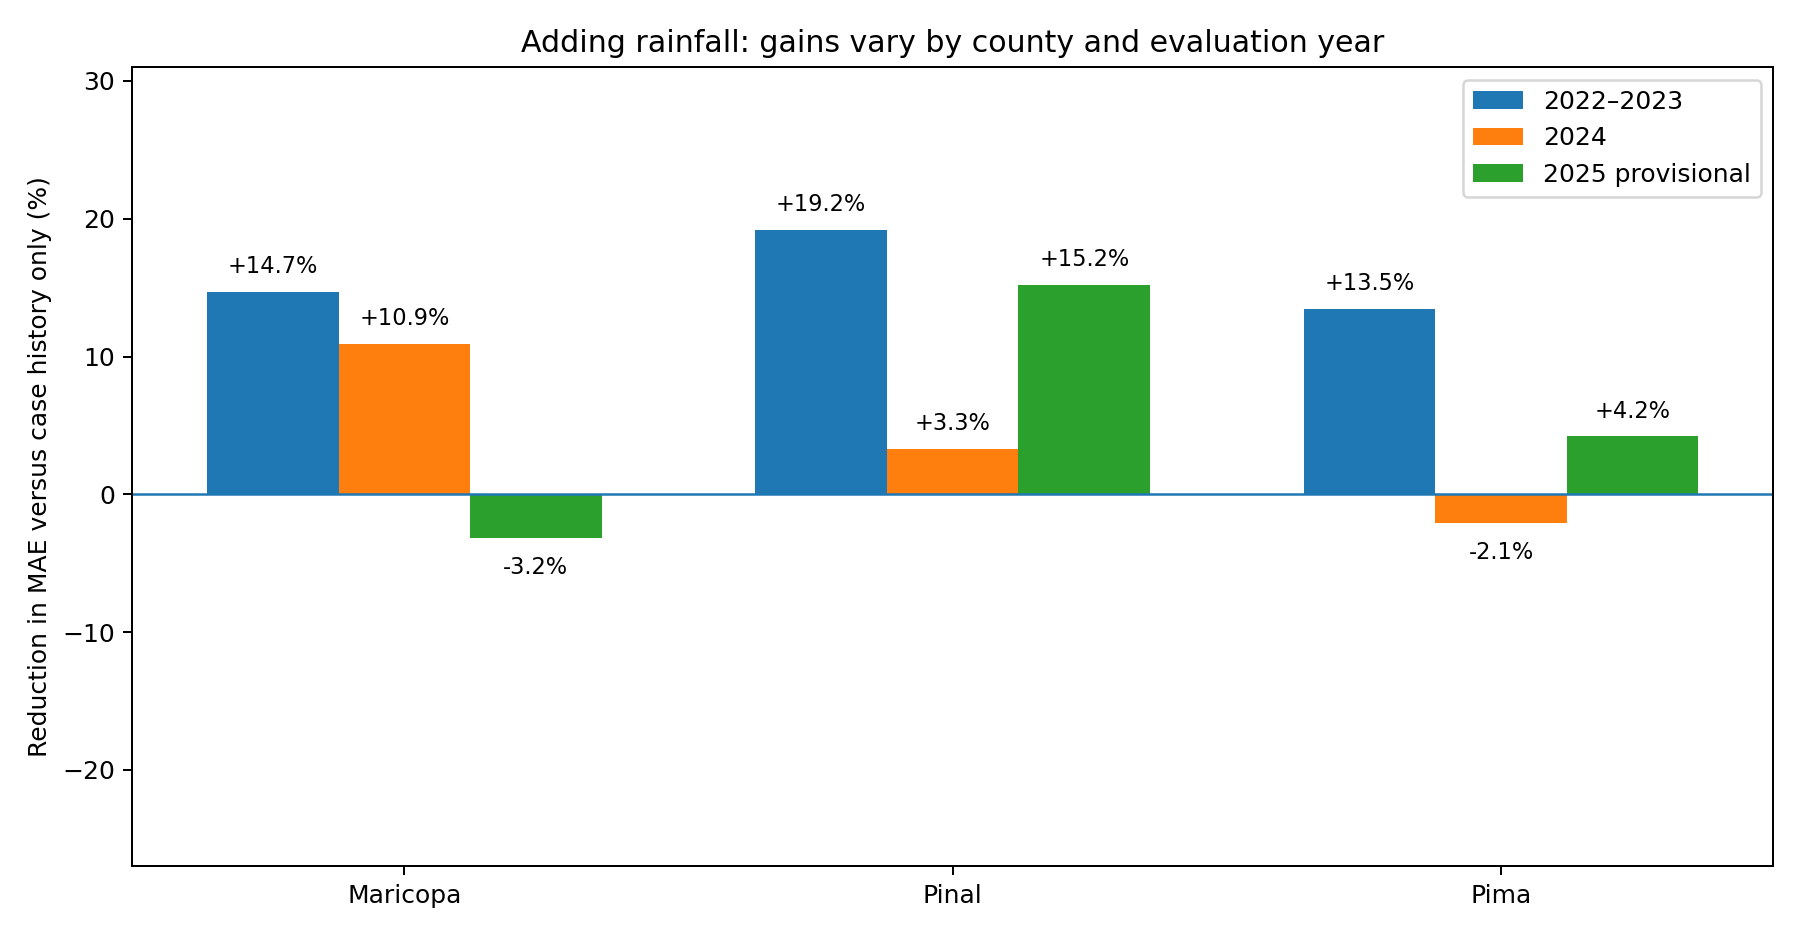 Adding rainfall: gains vary by county and evaluation year
Reduction in MAE versus case history only (%)
30
20
10
0
−10
−20
2022–2023
2024
2025 provisional
+14.7%
+10.9%
-3.2%
+19.2%
+3.3%
+15.2%
+13.5%
-2.1%
+4.2%
Maricopa
Pinal
Pima